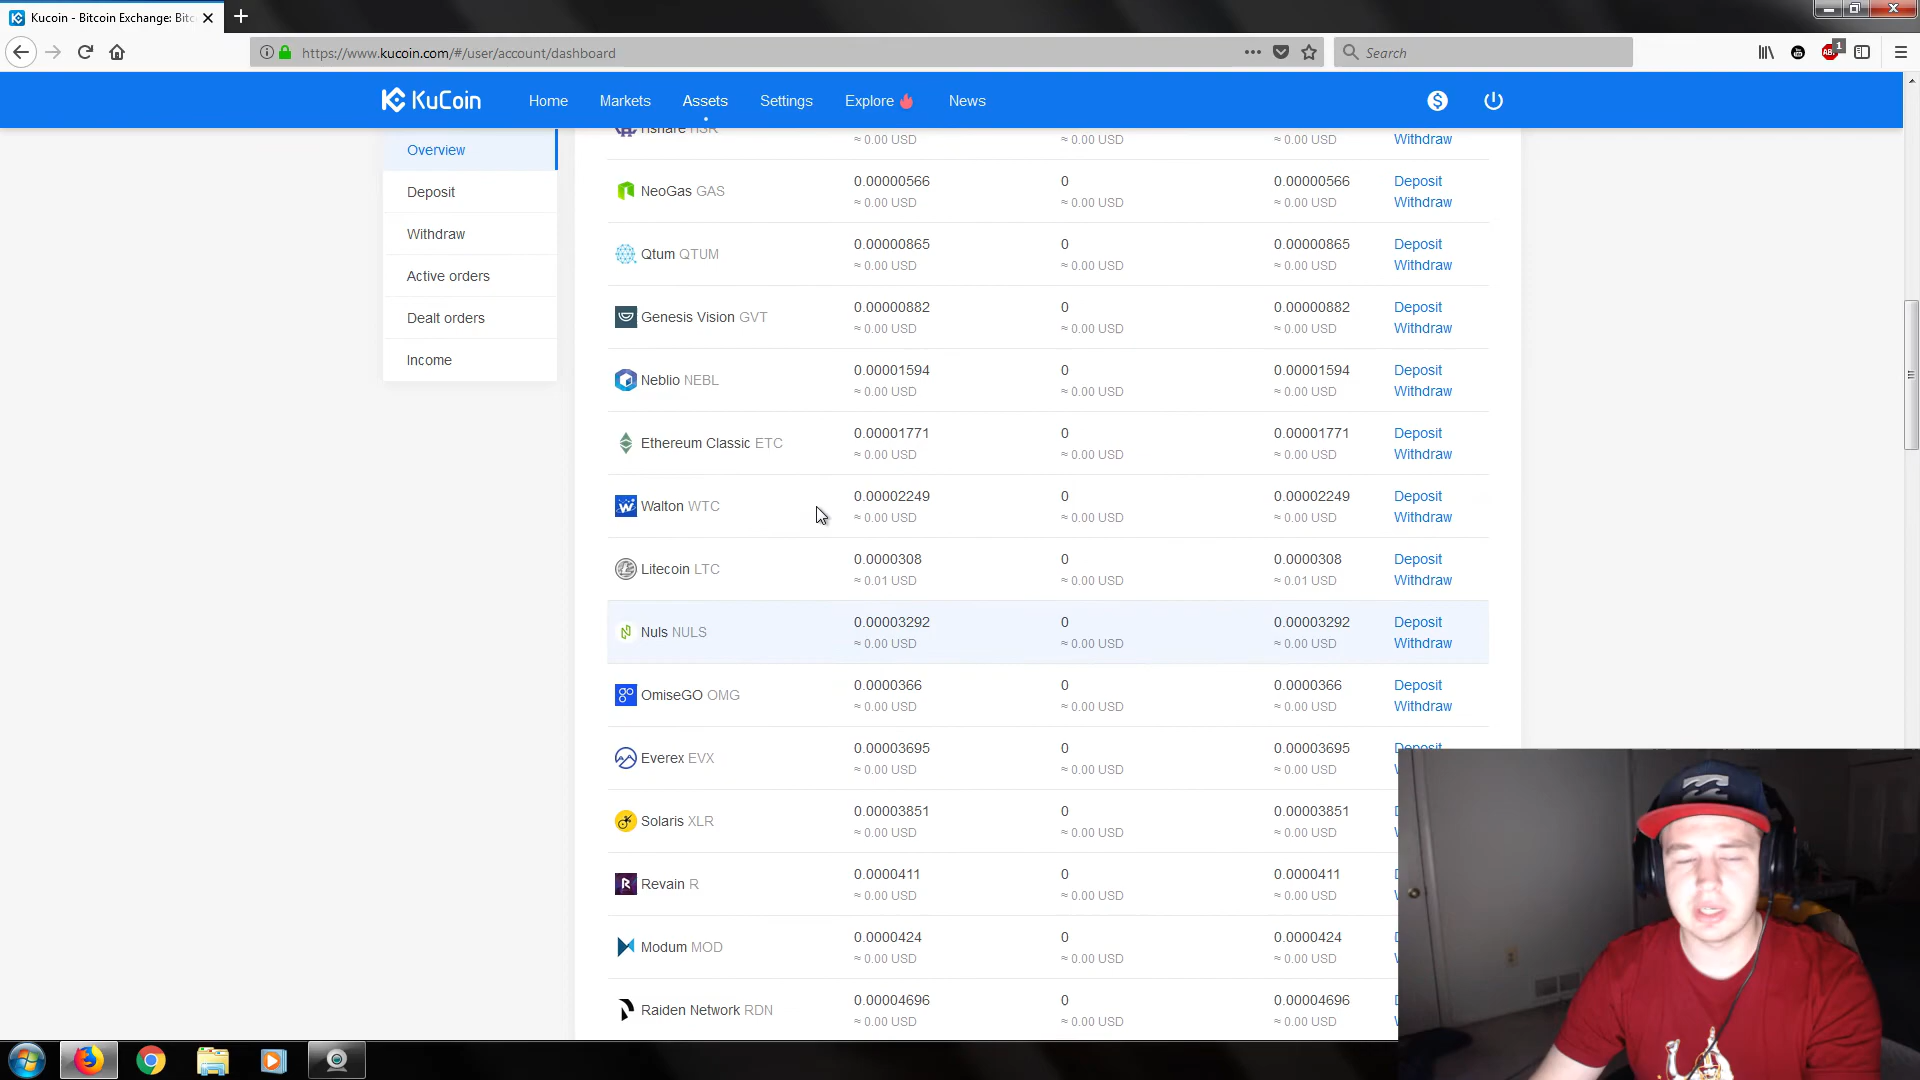 Kucoin - Bitcoin Exchange: Bitc
https://www.kucoin.com/#/user/account/dashboard
Search
1
KuCoin
Home
Markets
Assets
Settings
Explore
News
Overview
Deposit
Withdraw
Active orders
Dealt orders
Income
Hshare HSR
≈ 0.00 USD ≈ 0.00 USD ≈ 0.00 USD Withdraw
NeoGas GAS
0.00000566 0 0.00000566 Deposit
≈ 0.00 USD ≈ 0.00 USD ≈ 0.00 USD Withdraw
Qtum QTUM
0.00000865 0 0.00000865 Deposit
≈ 0.00 USD ≈ 0.00 USD ≈ 0.00 USD Withdraw
Genesis Vision GVT
0.00000882 0 0.00000882 Deposit
≈ 0.00 USD ≈ 0.00 USD ≈ 0.00 USD Withdraw
Neblio NEBL
0.00001594 0 0.00001594 Deposit
≈ 0.00 USD ≈ 0.00 USD ≈ 0.00 USD Withdraw
Ethereum Classic ETC
0.00001771 0 0.00001771 Deposit
≈ 0.00 USD ≈ 0.00 USD ≈ 0.00 USD Withdraw
Walton WTC
0.00002249 0 0.00002249 Deposit
≈ 0.00 USD ≈ 0.00 USD ≈ 0.00 USD Withdraw
Litecoin LTC
0.0000308 0 0.0000308 Deposit
≈ 0.01 USD ≈ 0.00 USD ≈ 0.01 USD Withdraw
Nuls NULS
0.00003292 0 0.00003292 Deposit
≈ 0.00 USD ≈ 0.00 USD ≈ 0.00 USD Withdraw
OmiseGO OMG
0.0000366 0 0.0000366 Deposit
≈ 0.00 USD ≈ 0.00 USD ≈ 0.00 USD Withdraw
Everex EVX
0.00003695 0 0.00003695 Deposit
≈ 0.00 USD ≈ 0.00 USD ≈ 0.00 USD
Solaris XLR
0.00003851 0 0.00003851
≈ 0.00 USD ≈ 0.00 USD ≈ 0.00 USD
Revain R
0.0000411 0 0.0000411
≈ 0.00 USD ≈ 0.00 USD ≈ 0.00 USD
Modum MOD
0.0000424 0 0.0000424
≈ 0.00 USD ≈ 0.00 USD ≈ 0.00 USD
Raiden Network RDN
0.00004696 0 0.00004696
≈ 0.00 USD ≈ 0.00 USD ≈ 0.00 USD